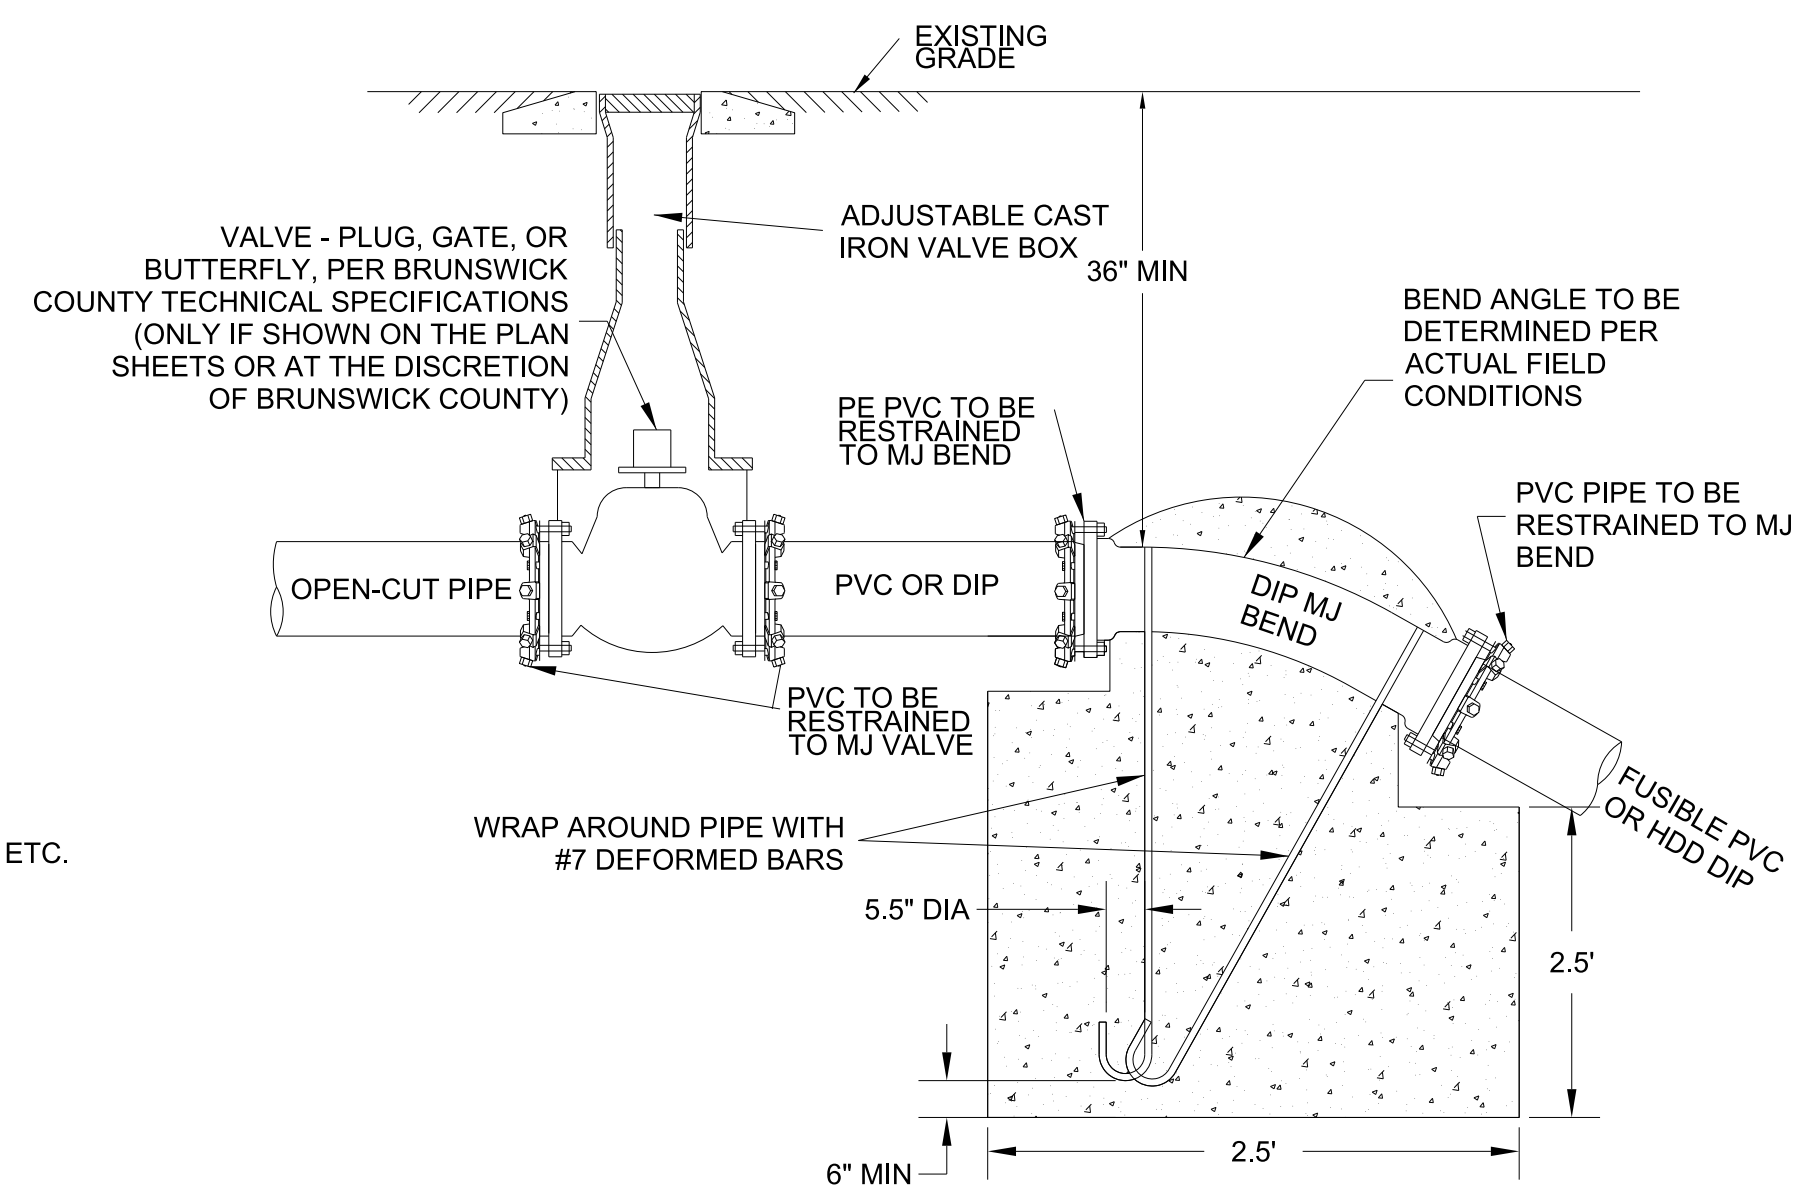 EXISTING
GRADE
ADJUSTABLE CAST
IRON VALVE BOX
VALVE - PLUG, GATE, OR
BUTTERFLY, PER BRUNSWICK
COUNTY TECHNICAL SPECIFICATIONS
(ONLY IF SHOWN ON THE PLAN
SHEETS OR AT THE DISCRETION
OF BRUNSWICK COUNTY)
36" MIN
BEND ANGLE TO BE
DETERMINED PER
ACTUAL FIELD
CONDITIONS
PE PVC TO BE
RESTRAINED
TO MJ BEND
PVC PIPE TO BE
RESTRAINED TO MJ
BEND
OPEN-CUT PIPE
PVC OR DIP
DIP MJ
BEND
PVC TO BE
RESTRAINED
TO MJ VALVE
FUSIBLE PVC
OR HDD DIP
WRAP AROUND PIPE WITH
#7 DEFORMED BARS
ETC.
5.5" DIA
2.5'
2.5'
6" MIN